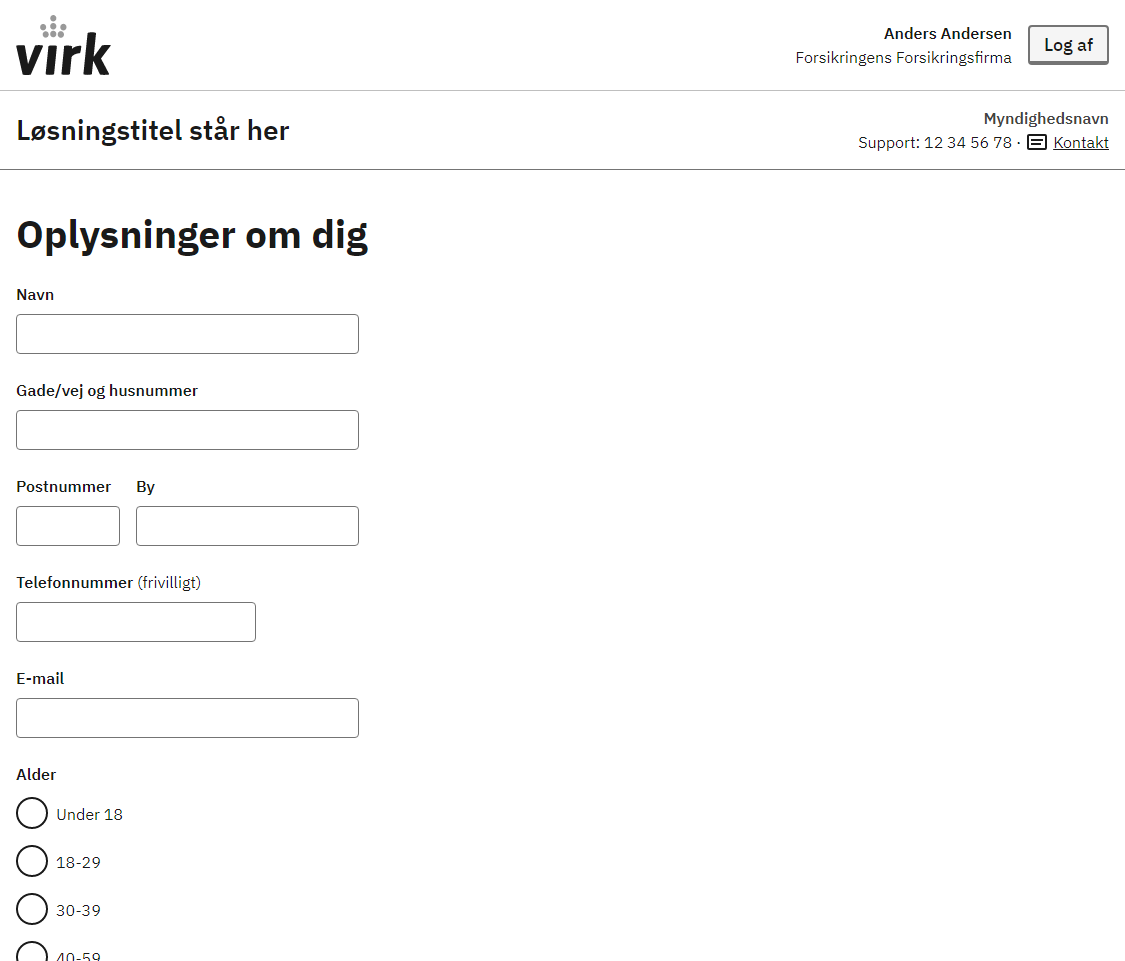 virk
Anders Andersen
Forsikringens Forsikringsfirma
Log af
Løsningstitel står her
Myndighedsnavn
Support: 12 34 56 78 · Kontakt
Oplysninger om dig
Navn
Gade/vej og husnummer
Postnummer By
Telefonnummer (frivilligt)
E-mail
Alder
Under 18
18-29
30-39
40-59